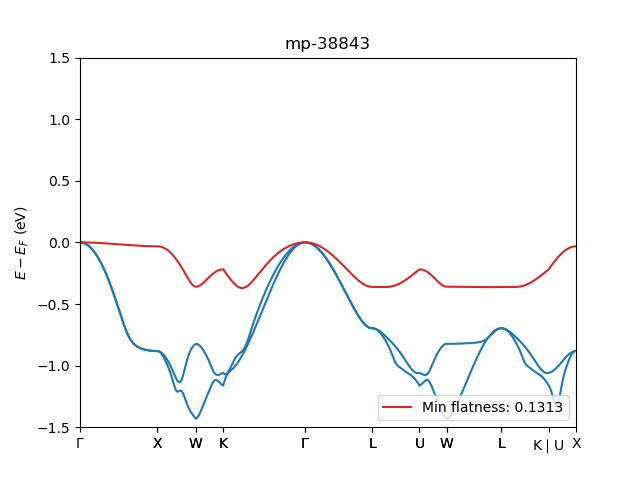 mp-38843
E − E_F (eV)
1.5
1.0
0.5
0.0
−0.5
−1.0
−1.5
Min flatness: 0.1313
Γ X W K Γ L U W L K | U X